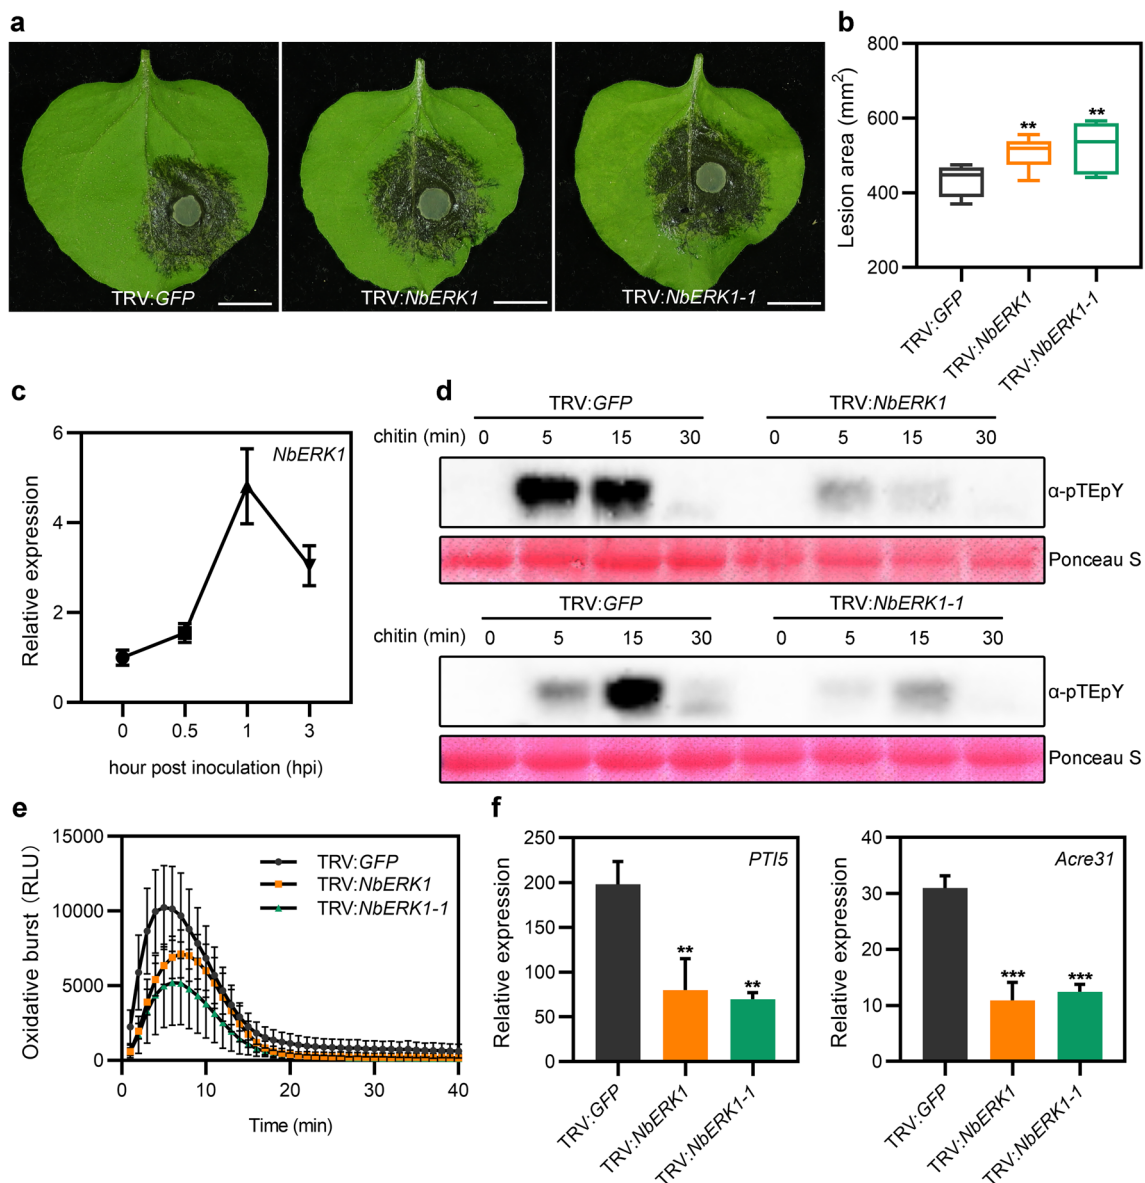 a
TRV:GFP
TRV:NbERK1
TRV:NbERK1-1
b
Lesion area (mm2)
800
600
400
200
**
**
TRV:GFP
TRV:NbERK1
TRV:NbERK1-1
c
NbERK1
Relative expression
6
4
2
0
0 0.5 1 3
hour post inoculation (hpi)
d
TRV:GFP TRV:NbERK1
chitin (min) 0 5 15 30 0 5 15 30
α-pTEpY
Ponceau S
TRV:GFP TRV:NbERK1-1
chitin (min) 0 5 15 30 0 5 15 30
α-pTEpY
Ponceau S
e
Oxidative burst (RLU)
15000
10000
5000
0
TRV:GFP
TRV:NbERK1
TRV:NbERK1-1
0 10 20 30 40
Time (min)
f
PTI5
Relative expression
250
200
150
100
50
0
**
**
TRV:GFP
TRV:NbERK1
TRV:NbERK1-1
Acre31
Relative expression
40
30
20
10
0
***
***
TRV:GFP
TRV:NbERK1
TRV:NbERK1-1